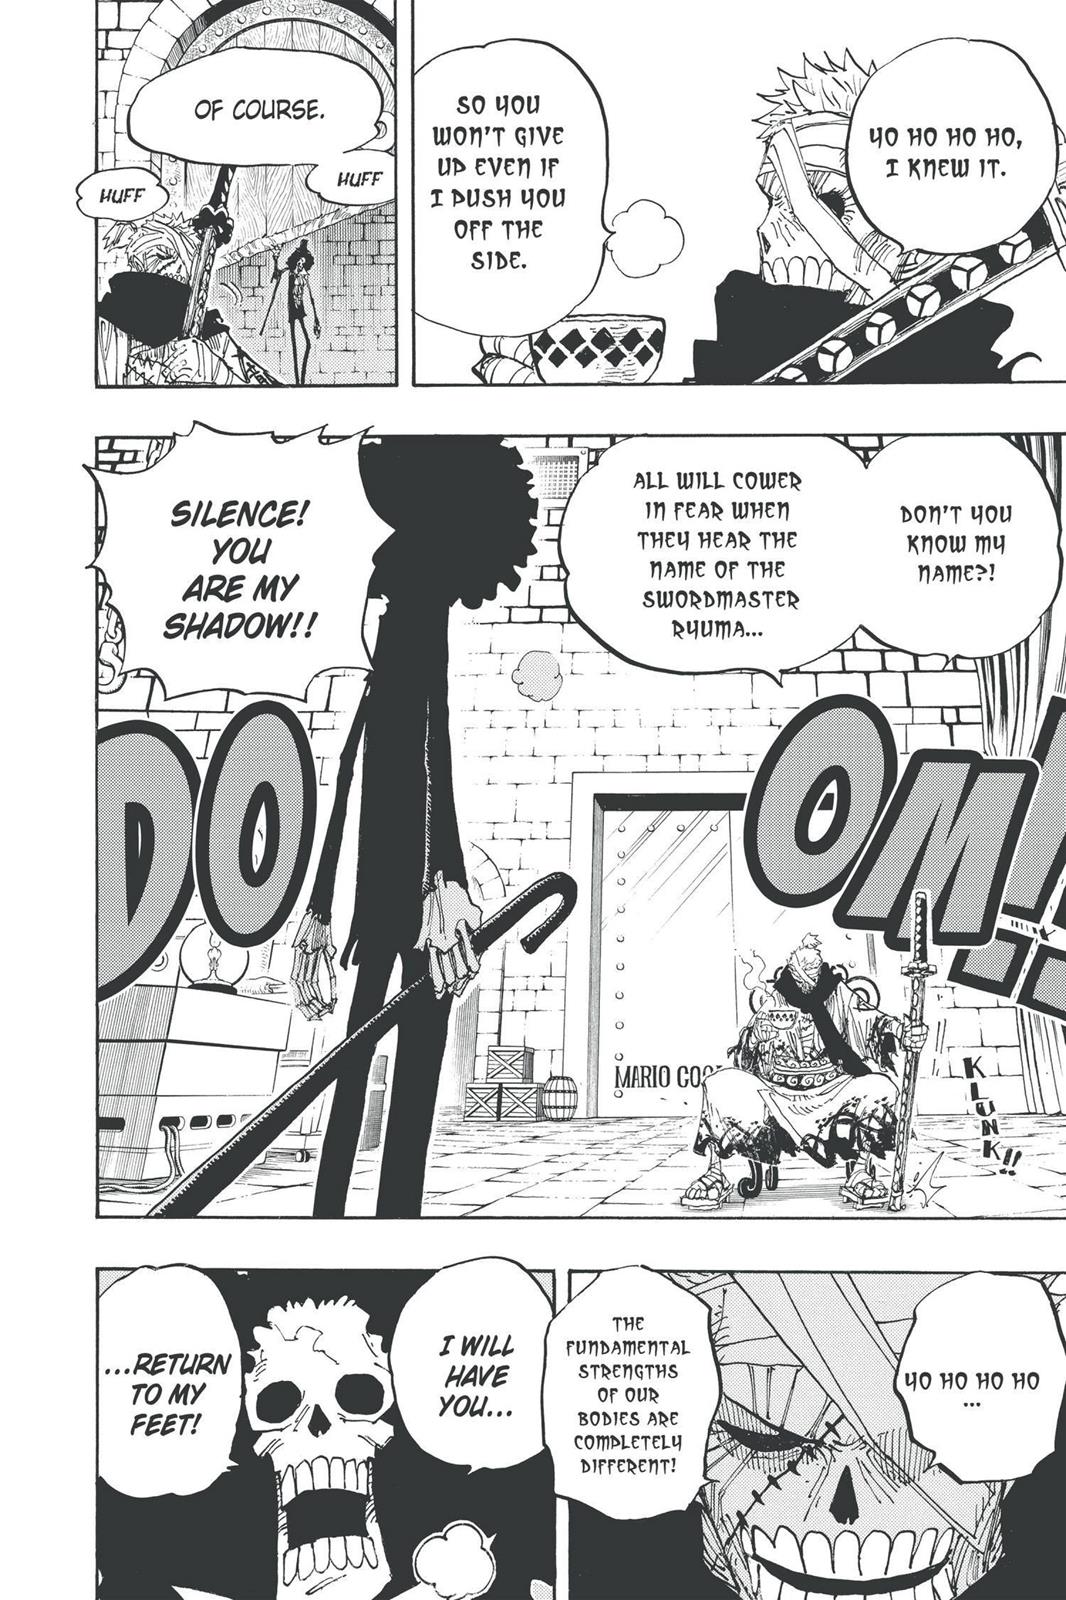 YO HO HO HO,
I KNEW IT.
SO YOU
WON'T GIVE
UP EVEN IF
I PUSH YOU
OFF THE
SIDE.
OF COURSE.
HUFF
HUFF
DON'T YOU
KNOW MY
NAME?!
ALL WILL COWER
IN FEAR WHEN
THEY HEAR THE
NAME OF THE
SWORDMASTER
RYUMA...
SILENCE!
YOU
ARE MY
SHADOW!!
DOOM!!
MARIO COO
KLUNK!!
YO HO HO HO
...
THE
FUNDAMENTAL
STRENGTHS
OF OUR
BODIES ARE
COMPLETELY
DIFFERENT!
I WILL
HAVE
YOU...
...RETURN
TO MY
FEET!